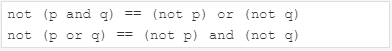 not (p and q) == (not p) or (not q)
not (p or q) == (not p) and (not q)